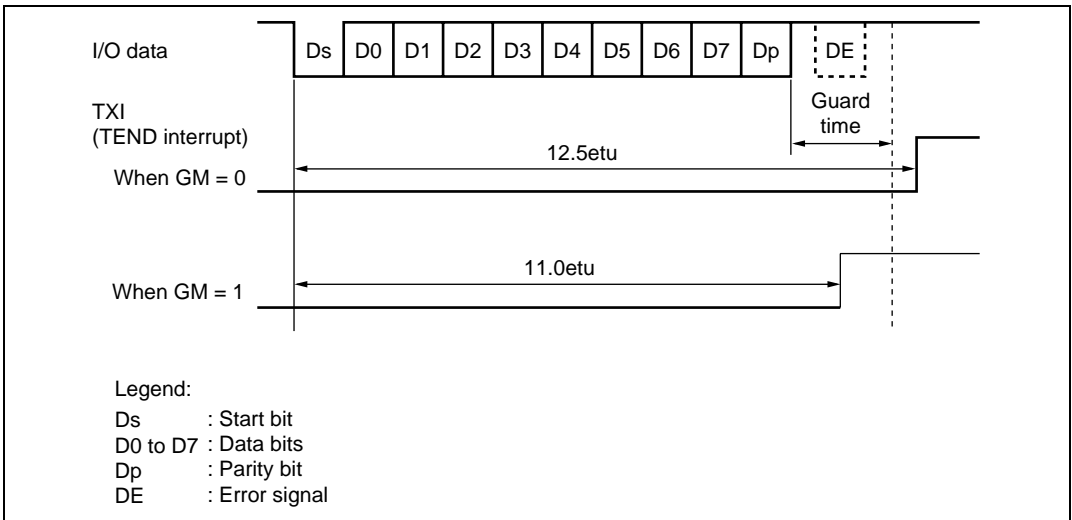 I/O data
Ds D0 D1 D2 D3 D4 D5 D6 D7 Dp DE
Guard
time
TXI
(TEND interrupt)
12.5etu
When GM = 0
11.0etu
When GM = 1
Legend:
Ds : Start bit
D0 to D7 : Data bits
Dp : Parity bit
DE : Error signal